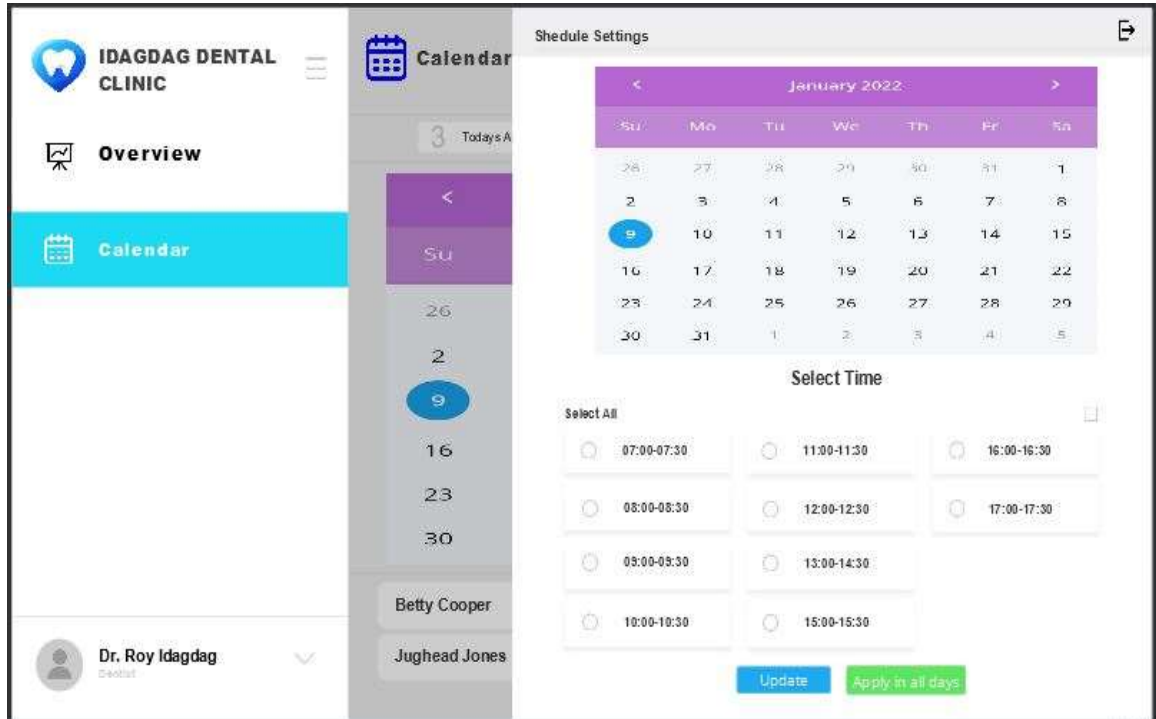 IDAGDAG DENTAL
CLINIC
Overview
Calendar
Dr. Roy Idagdag
Dentist
Calendar
3 Todays A
<
Su
26
2
9
16
23
30
Betty Cooper
Jughead Jones
Shedule Settings
< January 2022 >
Su Mo Tu We Th Fr Sa
26 27 28 29 30 31 1
2 3 4 5 6 7 8
9 10 11 12 13 14 15
16 17 18 19 20 21 22
23 24 25 26 27 28 29
30 31 1 2 3 4 5
Select Time
Select All
07:00-07:30 11:00-11:30 16:00-16:30
08:00-08:30 12:00-12:30 17:00-17:30
09:00-09:30 13:00-14:30
10:00-10:30 15:00-15:30
Update Apply in all days